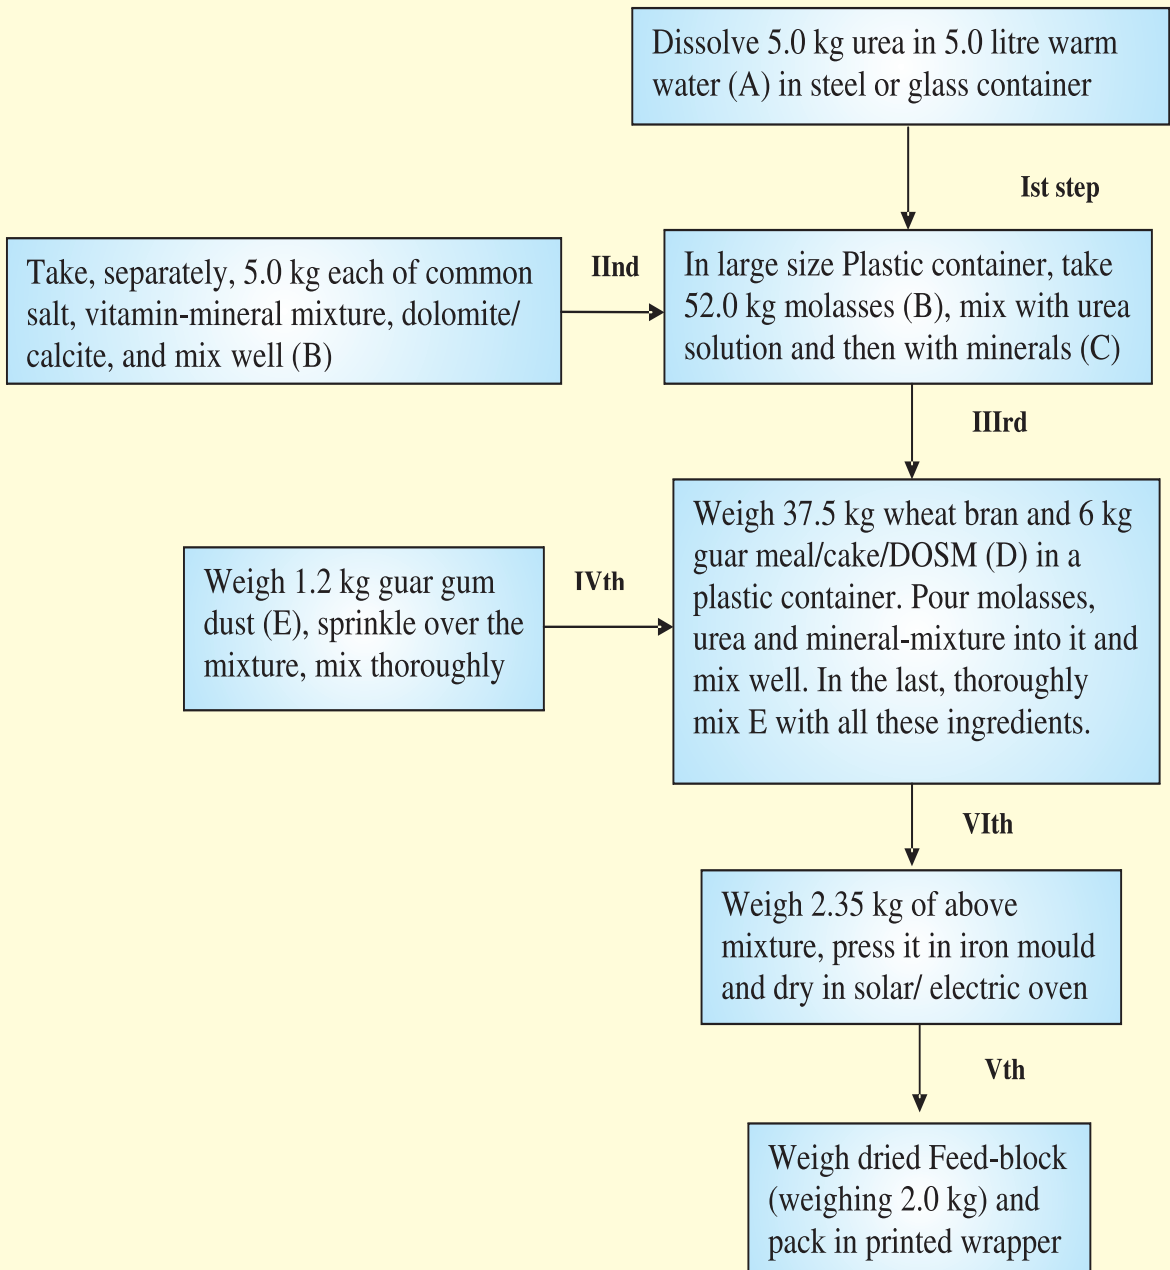 Dissolve 5.0 kg urea in 5.0 litre warm
water (A) in steel or glass container
Ist step
Take, separately, 5.0 kg each of common
salt, vitamin-mineral mixture, dolomite/
calcite, and mix well (B)
IInd
In large size Plastic container, take
52.0 kg molasses (B), mix with urea
solution and then with minerals (C)
IIIrd
Weigh 1.2 kg guar gum
dust (E), sprinkle over the
mixture, mix thoroughly
IVth
Weigh 37.5 kg wheat bran and 6 kg
guar meal/cake/DOSM (D) in a
plastic container. Pour molasses,
urea and mineral-mixture into it and
mix well. In the last, thoroughly
mix E with all these ingredients.
VIth
Weigh 2.35 kg of above
mixture, press it in iron mould
and dry in solar/ electric oven
Vth
Weigh dried Feed-block
(weighing 2.0 kg) and
pack in printed wrapper